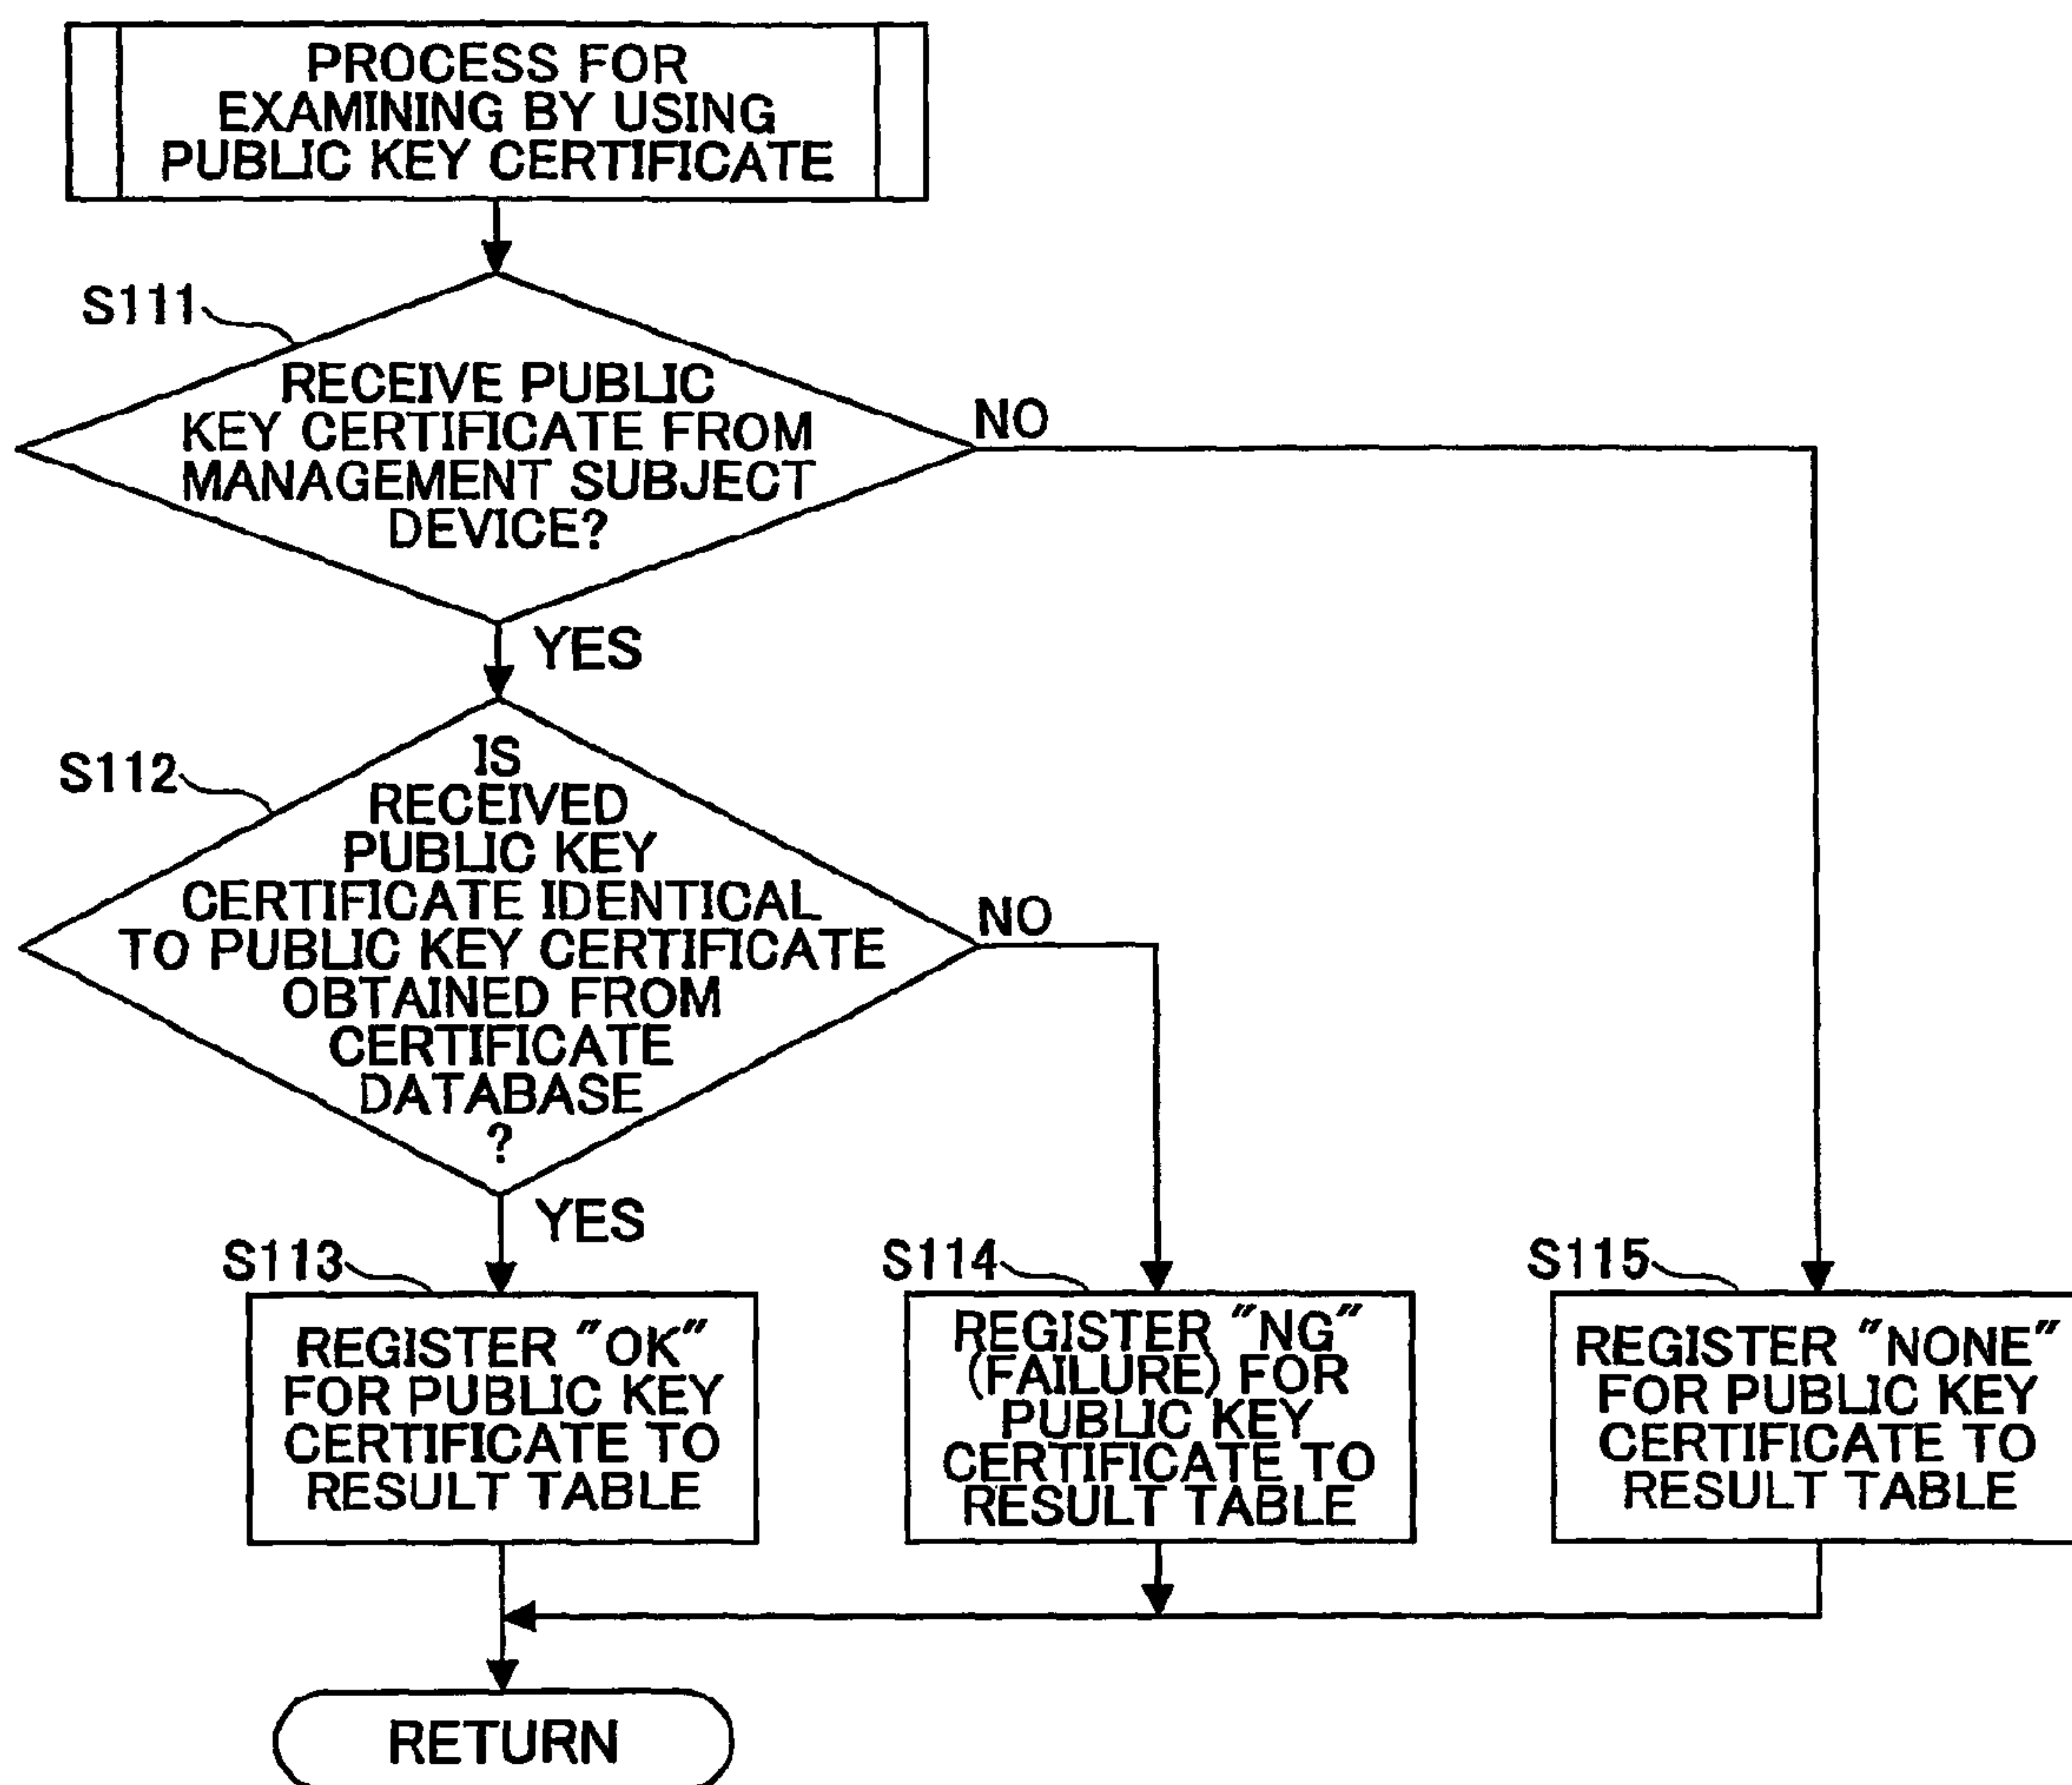 PROCESS FOR
EXAMINING BY USING
PUBLIC KEY CERTIFICATE
S111
RECEIVE PUBLIC
KEY CERTIFICATE FROM
MANAGEMENT SUBJECT
DEVICE?
NO
YES
S112
IS
RECEIVED
PUBLIC KEY
CERTIFICATE IDENTICAL
TO PUBLIC KEY CERTIFICATE
OBTAINED FROM
CERTIFICATE
DATABASE
?
NO
YES
S113
REGISTER "OK"
FOR PUBLIC KEY
CERTIFICATE TO
RESULT TABLE
S114
REGISTER "NG"
(FAILURE) FOR
PUBLIC KEY
CERTIFICATE TO
RESULT TABLE
S115
REGISTER "NONE"
FOR PUBLIC KEY
CERTIFICATE TO
RESULT TABLE
RETURN